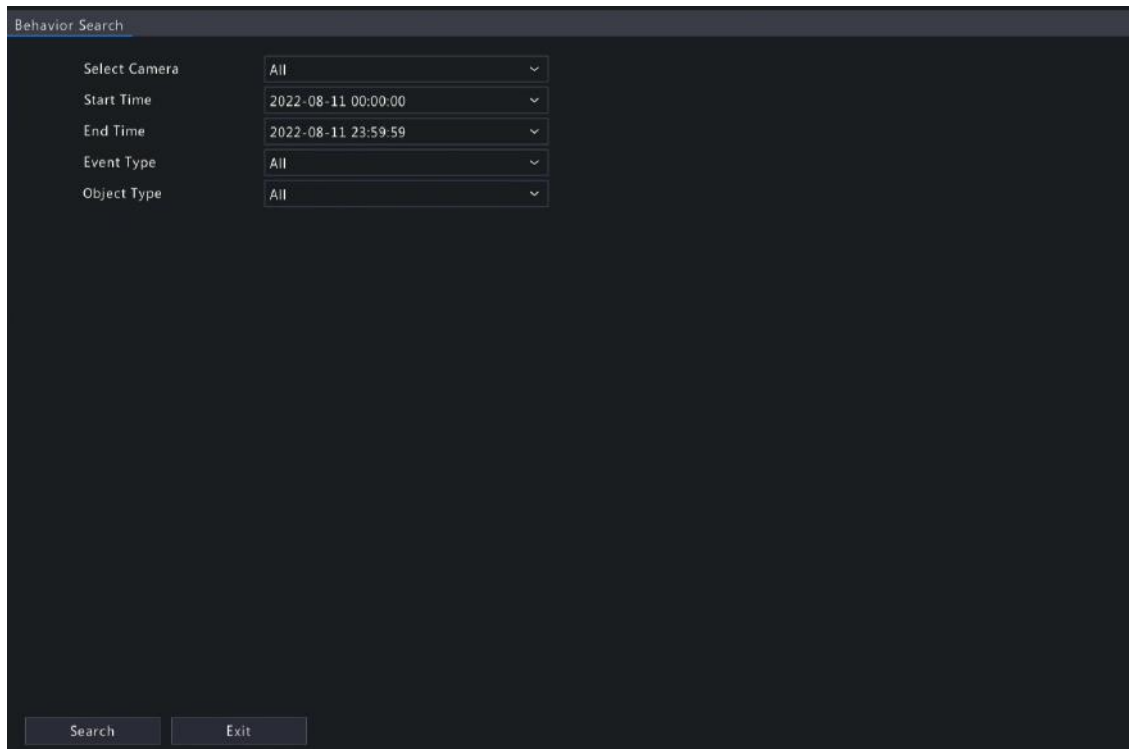 Behavior Search
Select Camera All
Start Time 2022-08-11 00:00:00
End Time 2022-08-11 23:59:59
Event Type All
Object Type All
Search Exit